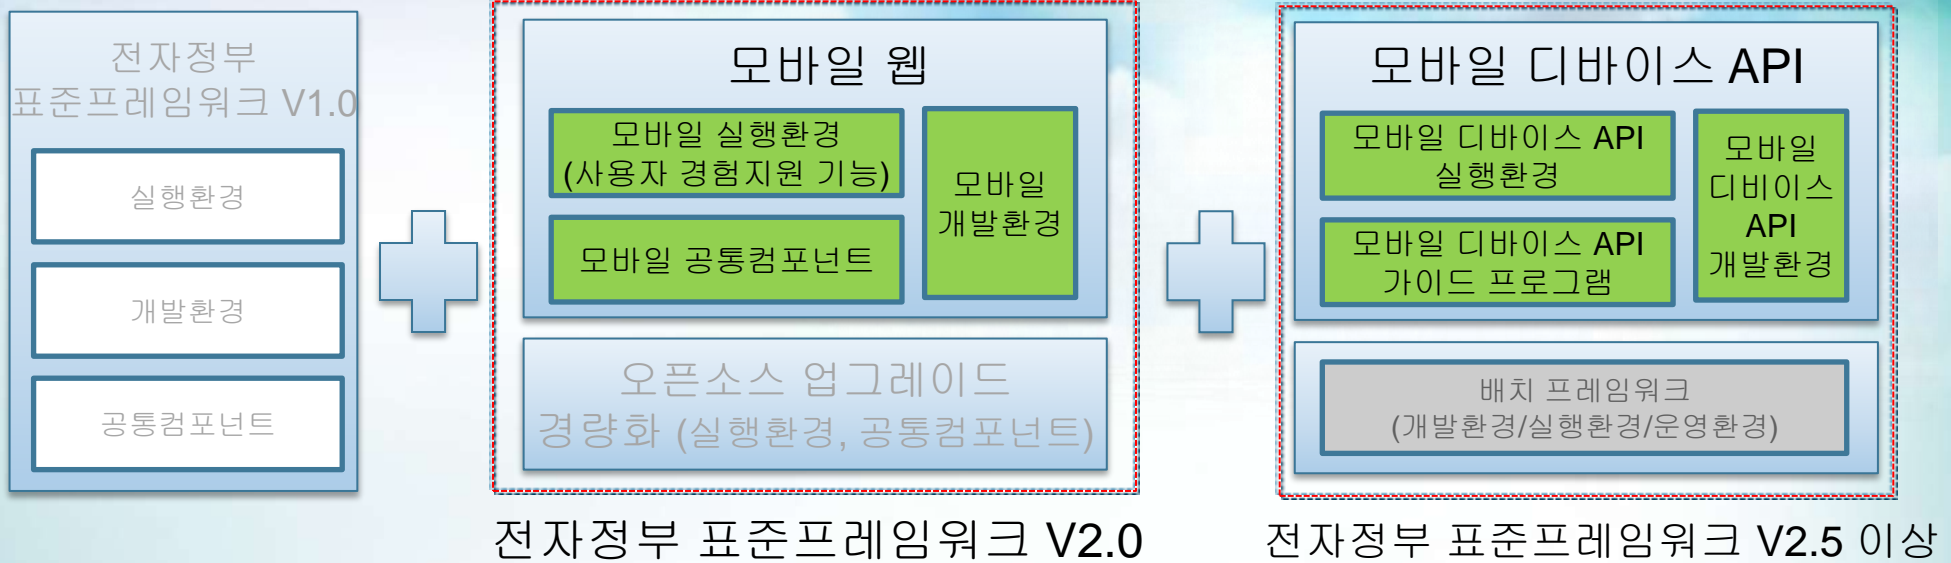 전자정부
표준프레임워크 V1.0
실행환경
개발환경
공통컴포넌트
모바일 웹
모바일 실행환경
(사용자 경험지원 기능)
모바일 공통컴포넌트
모바일
개발환경
오픈소스 업그레이드
경량화 (실행환경, 공통컴포넌트)
전자정부 표준프레임워크 V2.0
모바일 디바이스 API
모바일 디바이스 API
실행환경
모바일 디바이스 API
가이드 프로그램
모바일
디비이스
API
개발환경
배치 프레임워크
(개발환경/실행환경/운영환경)
전자정부 표준프레임워크 V2.5 이상